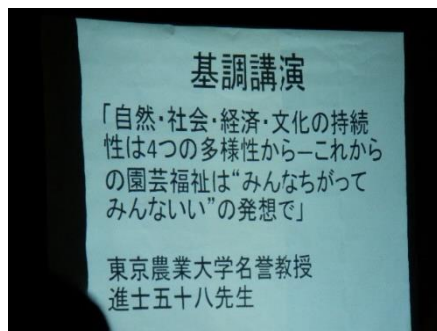 基調講演
「自然・社会・経済・文化の持続
性は4つの多様性から―これから
の園芸福祉は“みんなちがって
みんないい”の発想で」
東京農業大学名誉教授
進士五十八先生